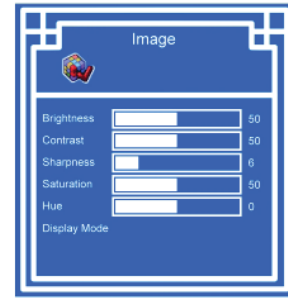 Image
Brightness 50
Contrast 50
Sharpness 6
Saturation 50
Hue 0
Display Mode